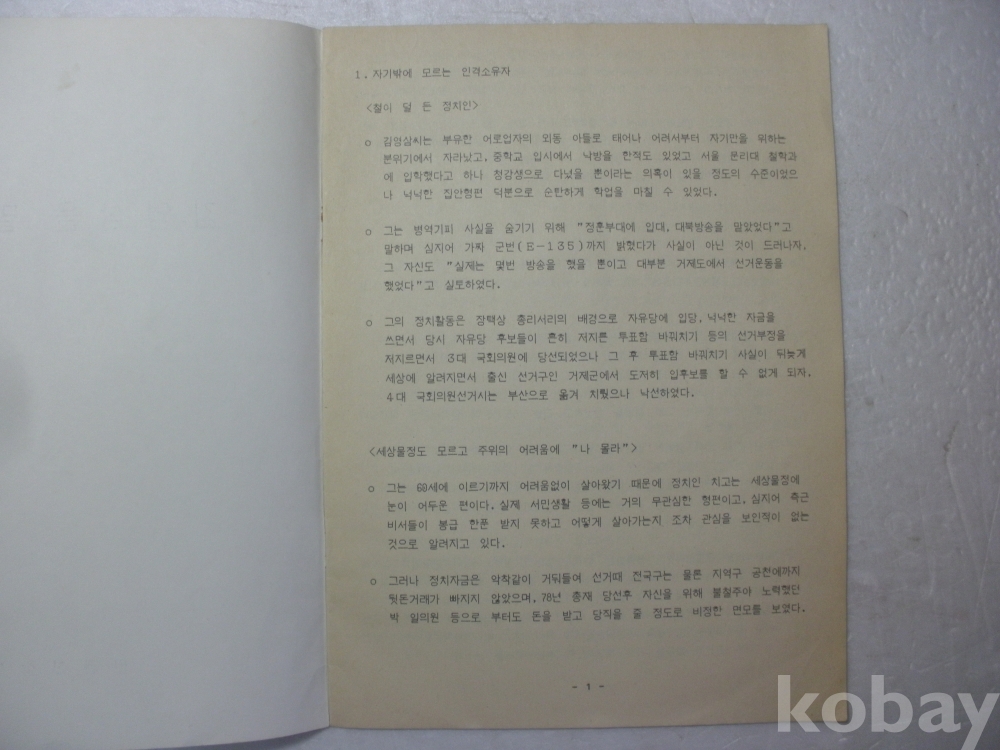 1. 자기밖에 모르는 인격소유자
<철이 덜 든 정치인>
o 김영삼씨는 부유한 어로업자의 외동 아들로 태어나 어려서부터 자기만을 위하는
분위기에서 자라났고, 중학교 입시에서 낙방을 한적도 있었고 서울 문리대 철학과
에 입학했다고 하나 청강생으로 다녔을 뿐이라는 의혹이 있을 정도의 수준이었으
나 넉넉한 집안형편 덕분으로 순탄하게 학업을 마칠 수 있었다.
o 그는 병역기피 사실을 숨기기 위해 "정훈부대에 입대, 대북방송을 맡았었다"고
말하며 심지어 가짜 군번(E-135)까지 밝혔다가 사실이 아닌 것이 드러나자,
그 자신도 "실제는 몇번 방송을 했을 뿐이고 대부분 거제도에서 선거운동을
했었다"고 실토하였다.
o 그의 정치활동은 장택상 총리서리의 배경으로 자유당에 입당, 넉넉한 자금을
쓰면서 당시 자유당 후보들이 흔히 저지른 투표함 바꿔치기 등의 선거부정을
저지르면서 3대 국회의원에 당선되었으나 그 후 투표함 바꿔치기 사실이 뒤늦게
세상에 알려지면서 출신 선거구인 거제군에서 도저히 입후보를 할 수 없게 되자,
4대 국회의원선거시는 부산으로 옮겨 치뤘으나 낙선하였다.
<세상물정도 모르고 주위의 어려움에 "나 몰라">
o 그는 60세에 이르기까지 어려움없이 살아왔기 때문에 정치인 치고는 세상물정에
눈이 어두운 편이다. 실제 서민생활 등에는 거의 무관심한 형편이고, 심지어 측근
비서들이 봉급 한푼 받지 못하고 어떻게 살아가는지 조차 관심을 보인적이 없는
것으로 알려지고 있다.
o 그러나 정치자금은 악착같이 거둬들여 선거때 전국구는 물론 지역구 공천에까지
뒷돈거래가 빠지지 않았으며, 78년 총재 당선후 자신을 위해 불철주야 노력했던
박 일의원 등으로 부터도 돈을 받고 당직을 줄 정도로 비정한 면모를 보였다.
- 1 -
kobay